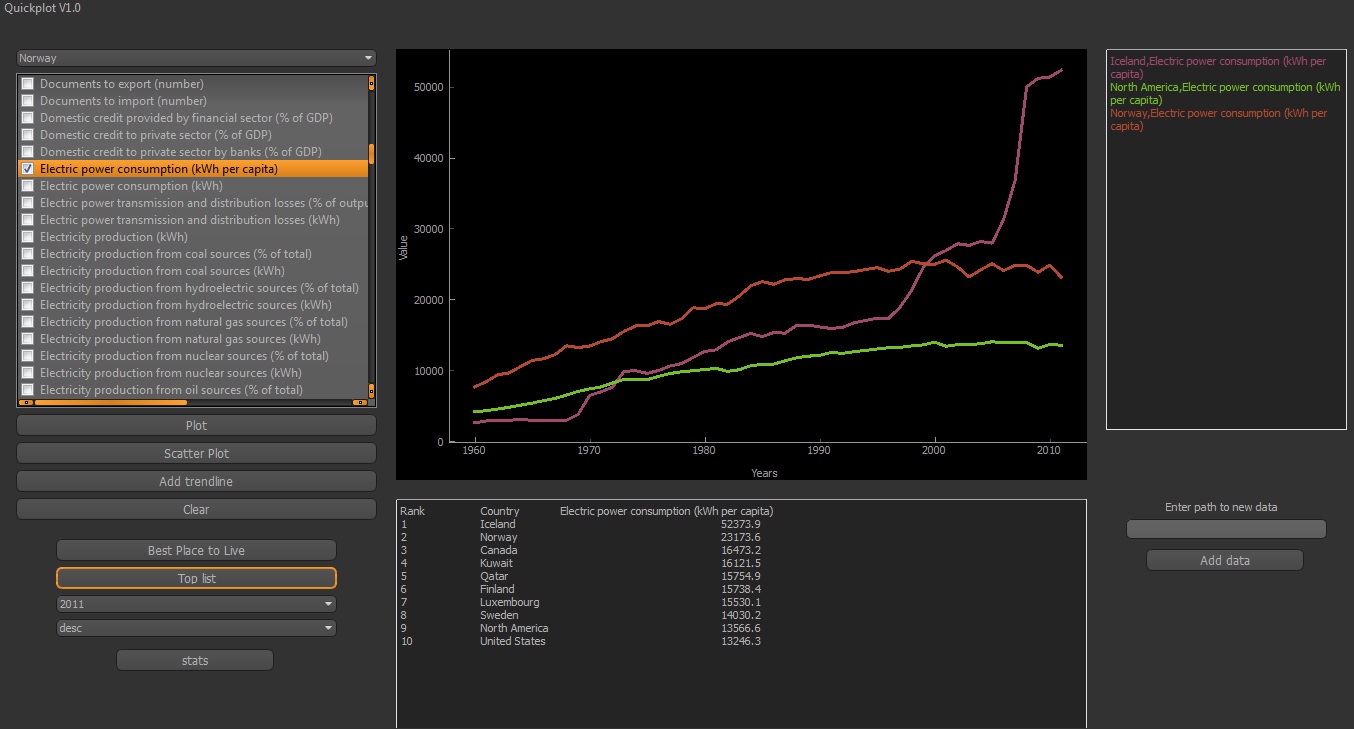 Quickplot V1.0
Norway
Documents to export (number)
Documents to import (number)
Domestic credit provided by financial sector (% of GDP)
Domestic credit to private sector (% of GDP)
Domestic credit to private sector by banks (% of GDP)
Electric power consumption (kWh per capita)
Electric power consumption (kWh)
Electric power transmission and distribution losses (% of outpu
Electric power transmission and distribution losses (kWh)
Electricity production (kWh)
Electricity production from coal sources (% of total)
Electricity production from coal sources (kWh)
Electricity production from hydroelectric sources (% of total)
Electricity production from hydroelectric sources (kWh)
Electricity production from natural gas sources (% of total)
Electricity production from natural gas sources (kWh)
Electricity production from nuclear sources (% of total)
Electricity production from nuclear sources (kWh)
Electricity production from oil sources (% of total)
Plot
Scatter Plot
Add trendline
Clear
Best Place to Live
Top list
2011
desc
stats
50000
40000
30000
20000
10000
0
Value
1960 1970 1980 1990 2000 2010
Years
Rank Country Electric power consumption (kWh per capita)
1 Iceland 52373.9
2 Norway 23173.6
3 Canada 16473.2
4 Kuwait 16121.5
5 Qatar 15754.9
6 Finland 15738.4
7 Luxembourg 15530.1
8 Sweden 14030.2
9 North America 13566.6
10 United States 13246.3
Iceland,Electric power consumption (kWh per
capita)
North America,Electric power consumption (kWh
per capita)
Norway,Electric power consumption (kWh per
capita)
Enter path to new data
Add data